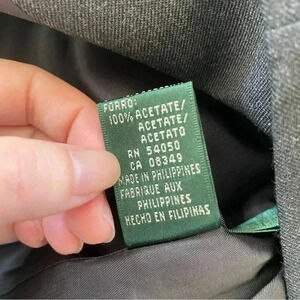 FORRO:
100% ACETATE/
ACETATE/
ACETATO
RN 54050
CA 08349
MADE IN PHILIPPINES
FABRIQUE AUX
PHILIPPINES
HECHO EN FILIPINAS